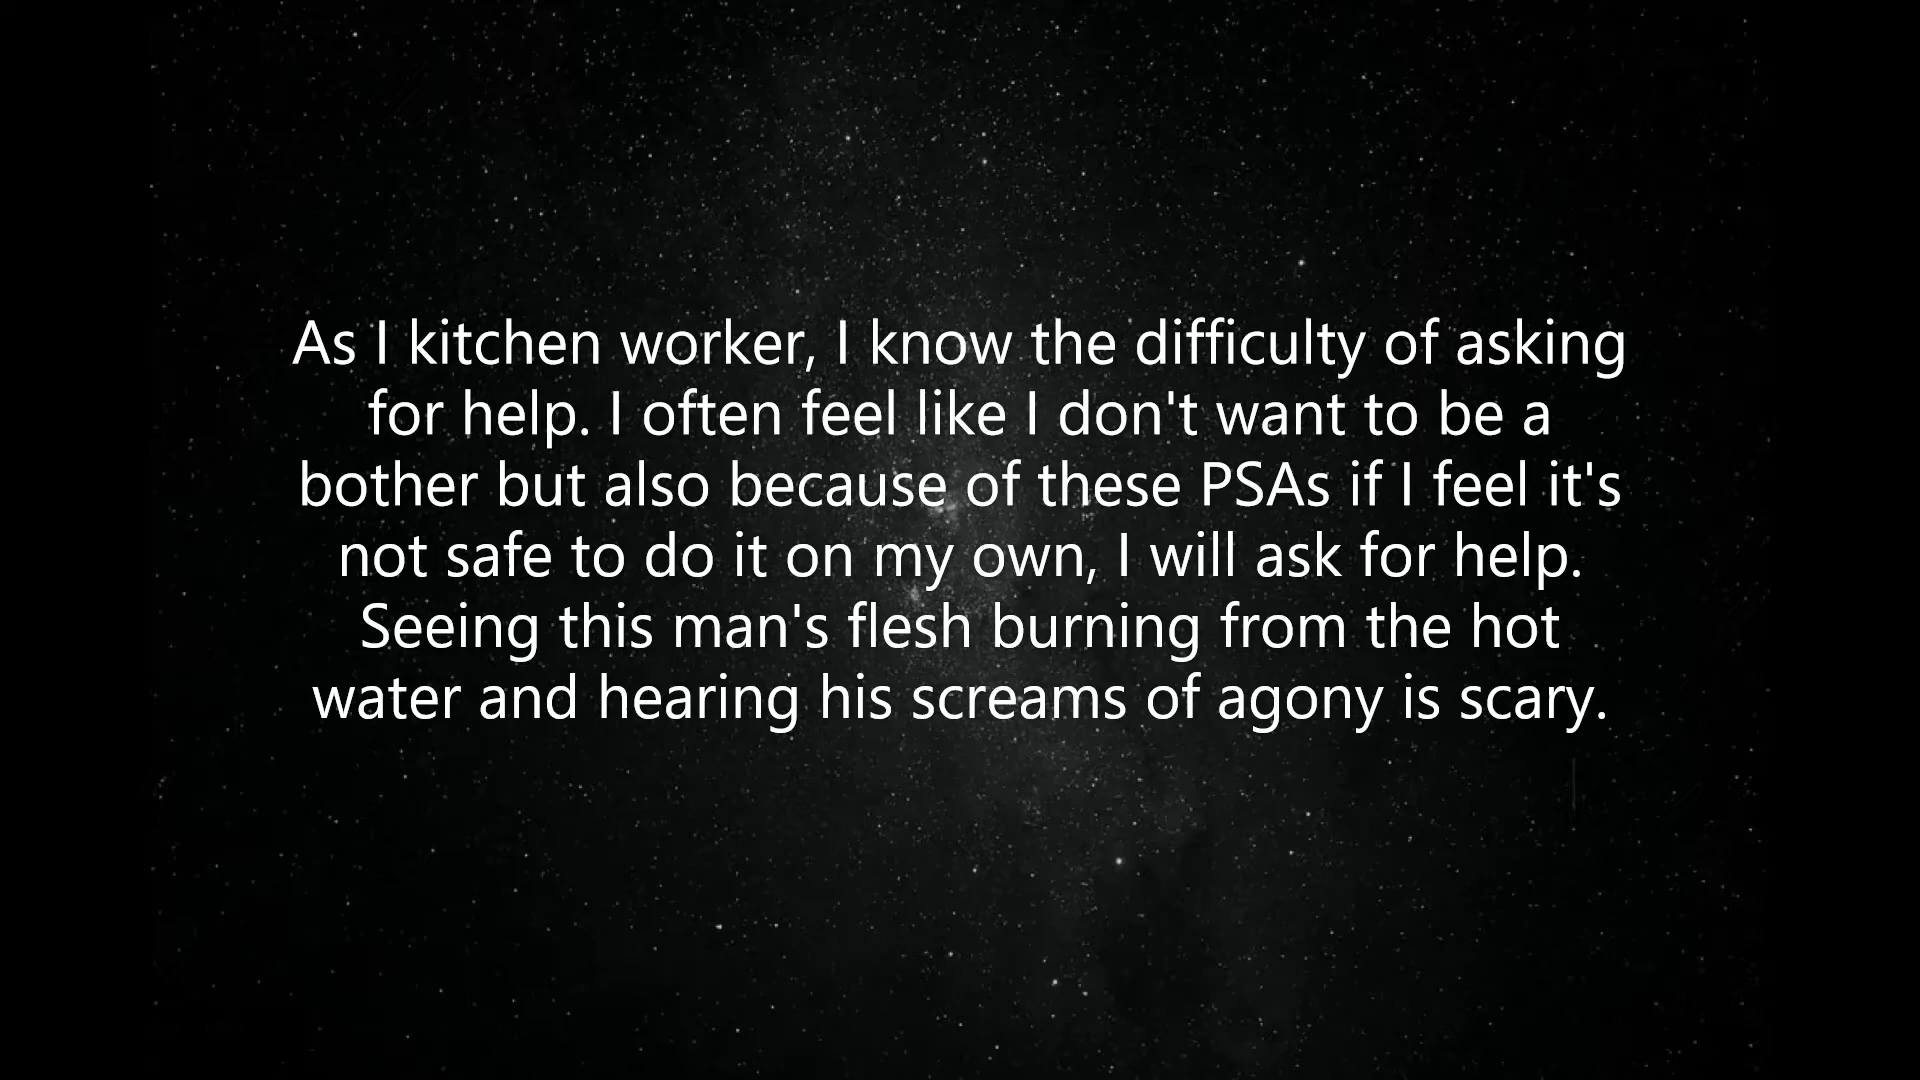 As I kitchen worker, I know the difficulty of asking
for help. I often feel like I don't want to be a
bother but also because of these PSAs if I feel it's
not safe to do it on my own, I will ask for help.
Seeing this man's flesh burning from the hot
water and hearing his screams of agony is scary.